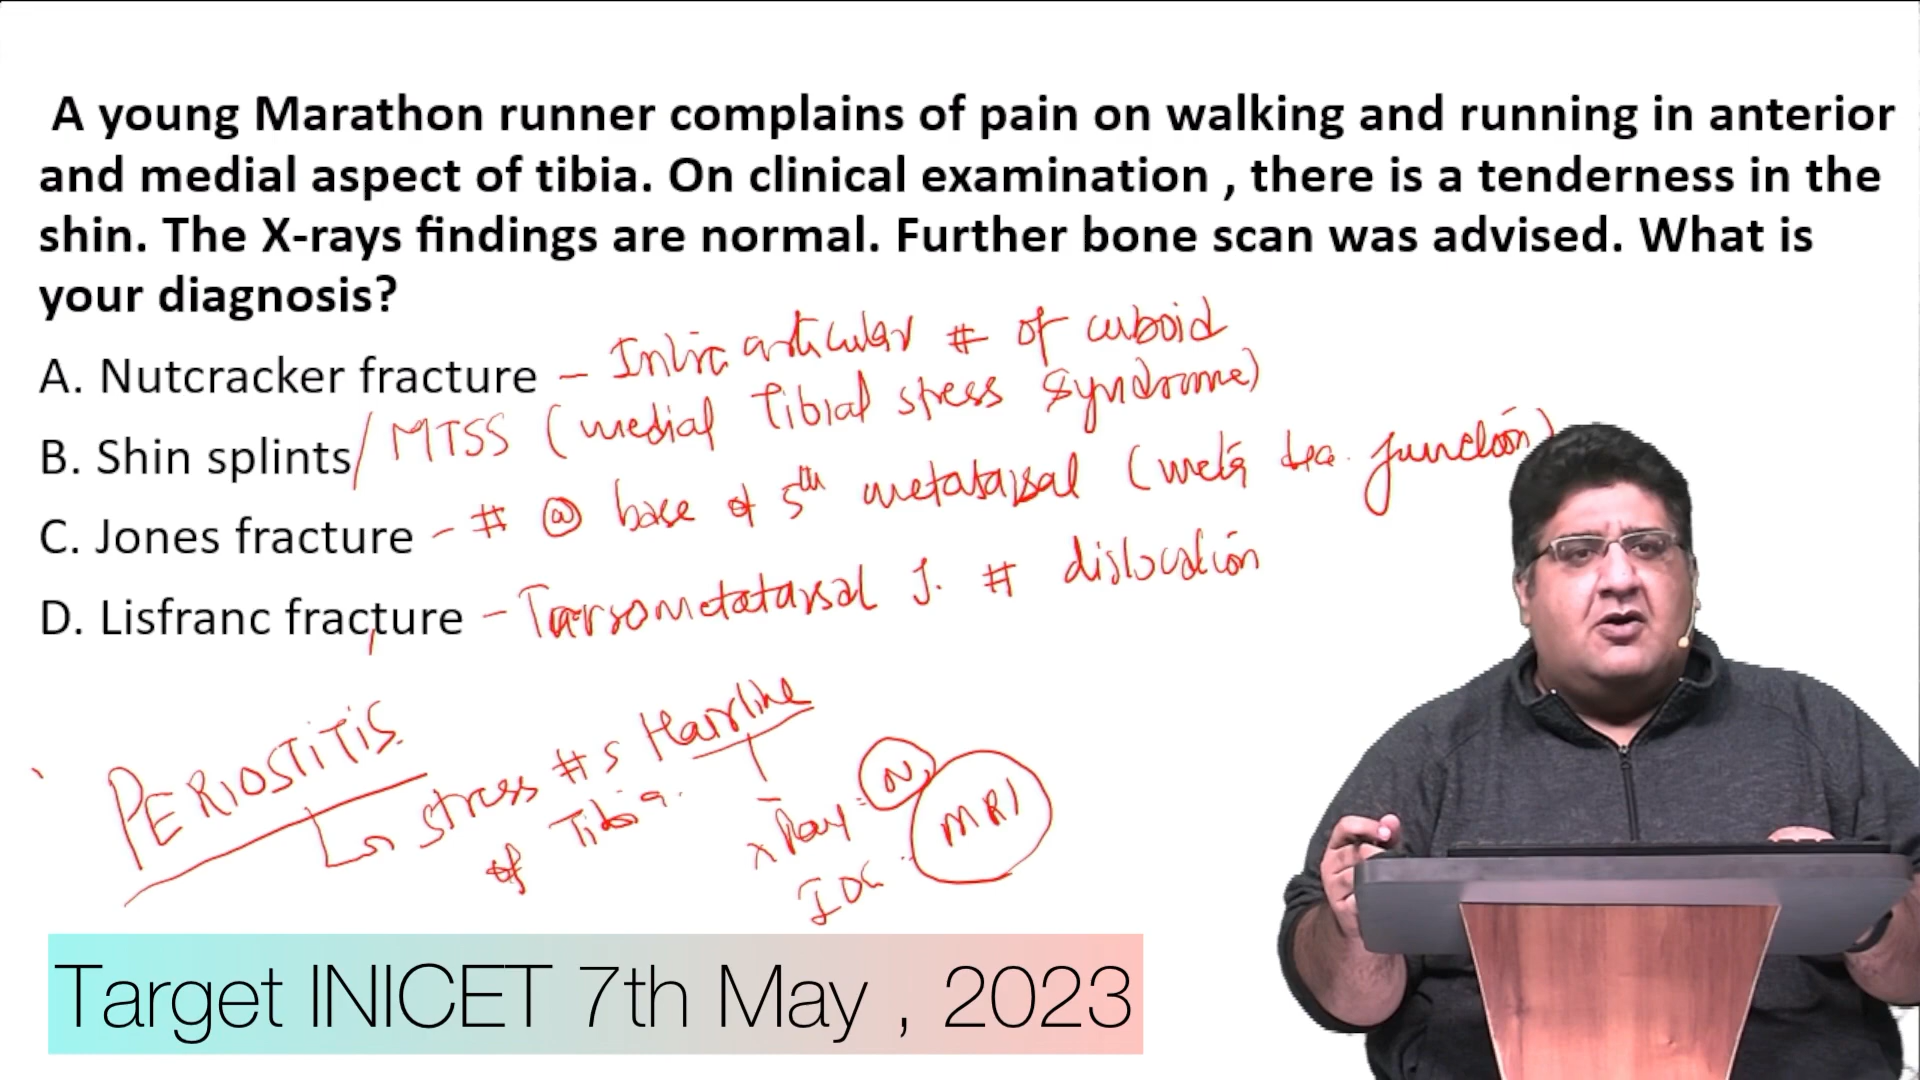 A young Marathon runner complains of pain on walking and running in anterior
and medial aspect of tibia. On clinical examination , there is a tenderness in the
shin. The X-rays findings are normal. Further bone scan was advised. What is
your diagnosis?
A. Nutcracker fracture – Intra articular # of cuboid
B. Shin splints / MTSS (medial Tibial stress syndrome)
C. Jones fracture – # @ base of 5th metatarsal ( junction)
D. Lisfranc fracture – Tarsometatarsal J. # dislocation
PERIOSTITIS
stress #s Hairline
of Tibia.
x Ray : N
IOC : MRI
Target INICET 7th May , 2023